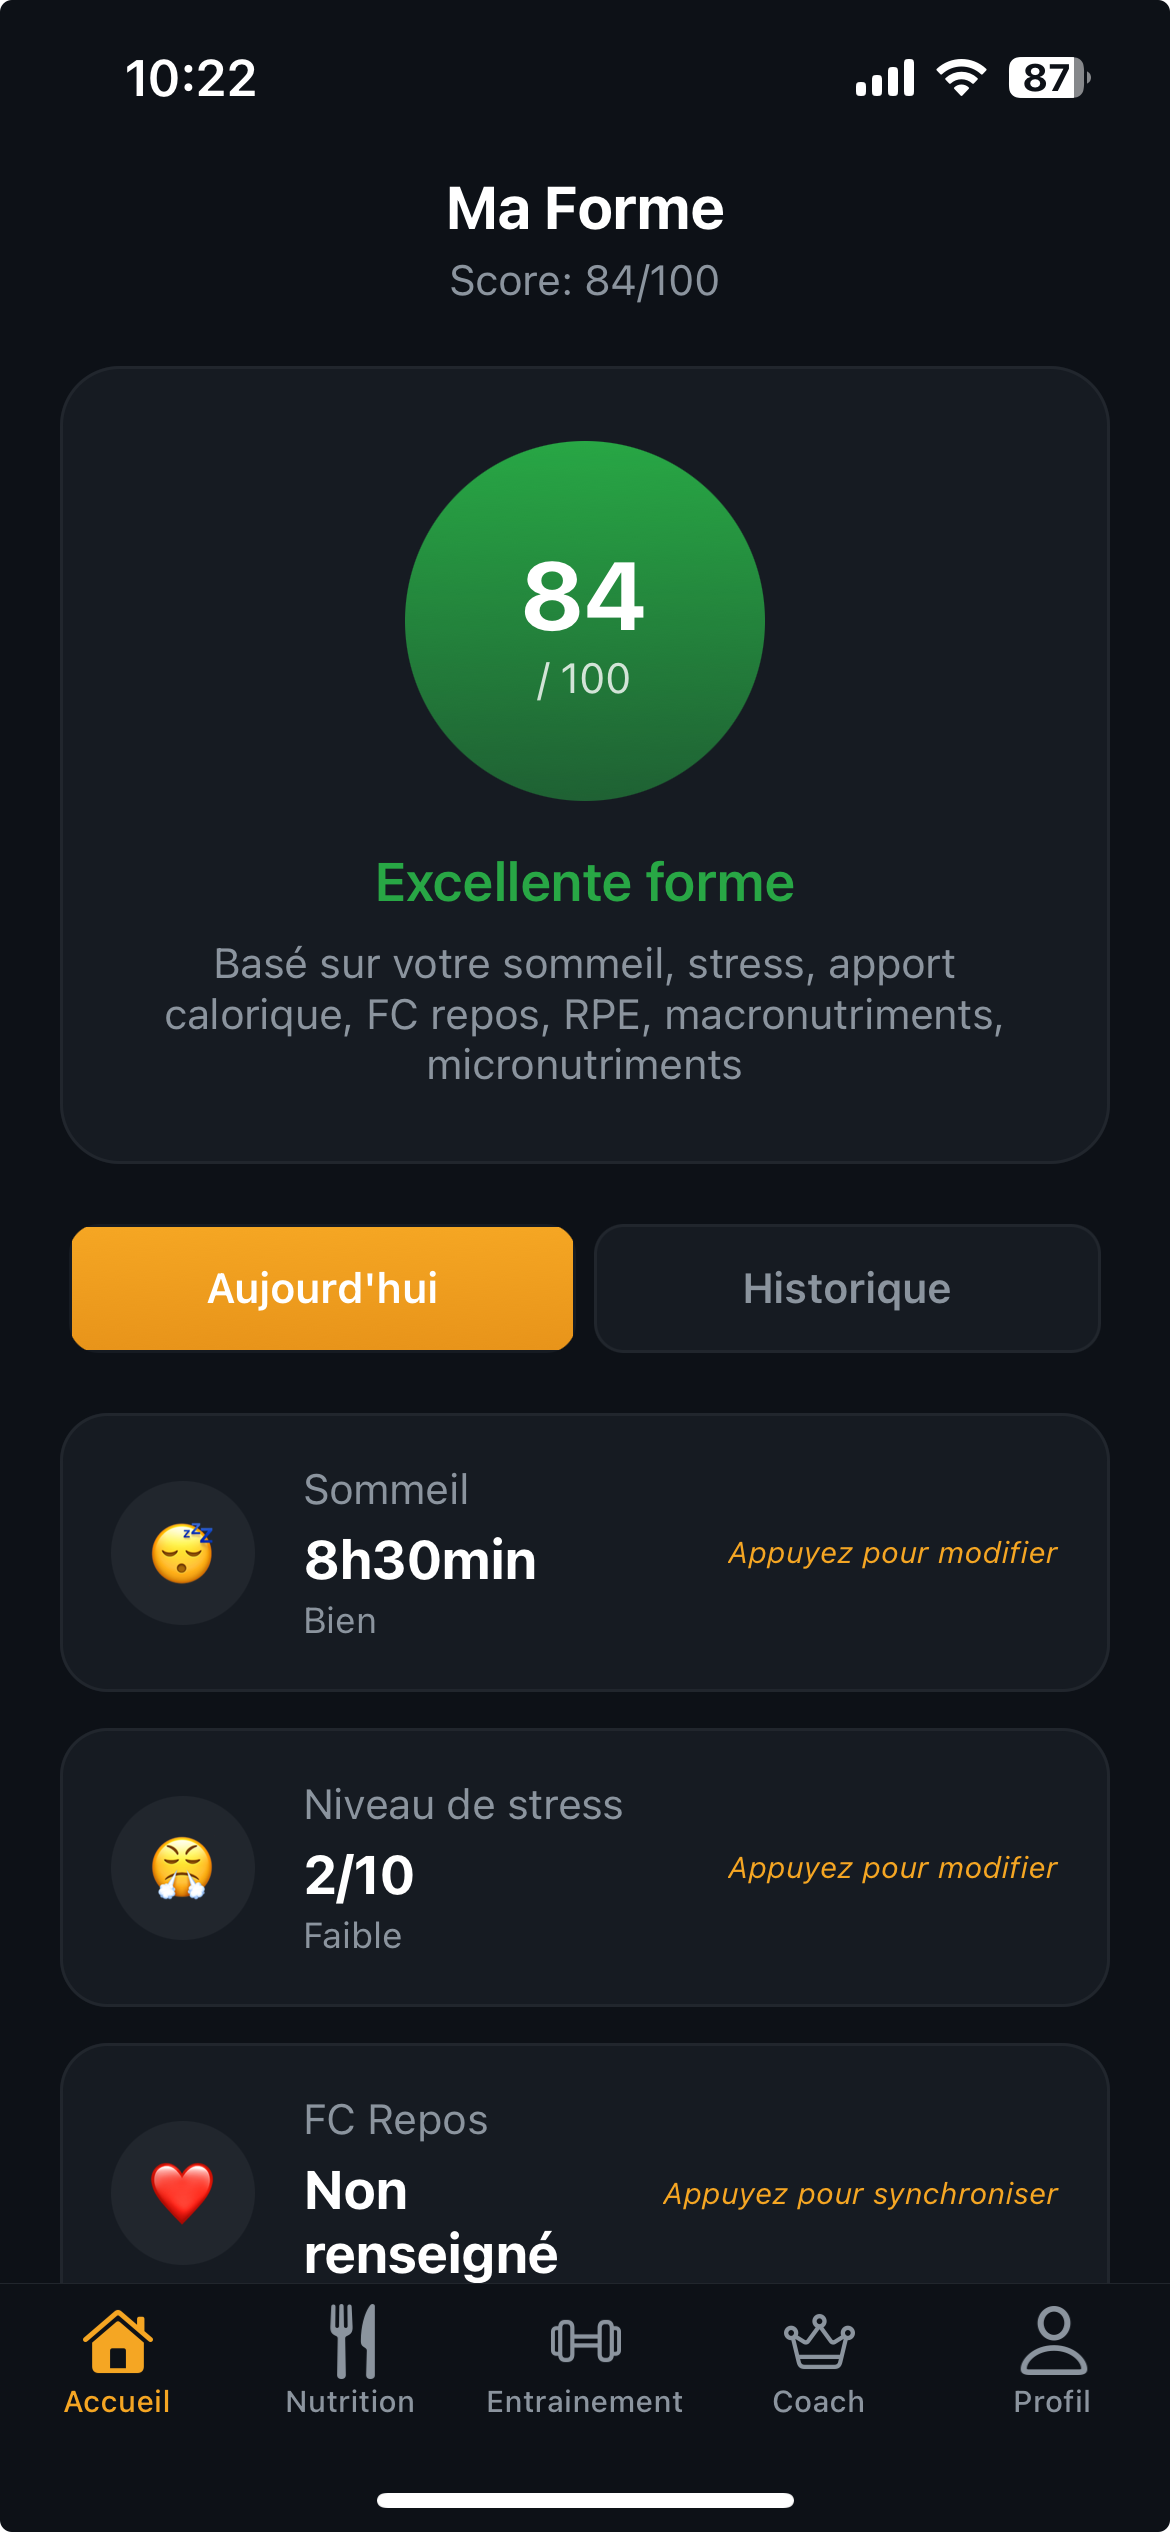 10:22
87
Ma Forme
Score: 84/100
84
/ 100
Excellente forme
Basé sur votre sommeil, stress, apport
calorique, FC repos, RPE, macronutriments,
micronutriments
Aujourd'hui
Historique
Sommeil
8h30min
Bien
Appuyez pour modifier
Niveau de stress
2/10
Faible
Appuyez pour modifier
FC Repos
Non
renseigné
Appuyez pour synchroniser
Accueil
Nutrition
Entrainement
Coach
Profil